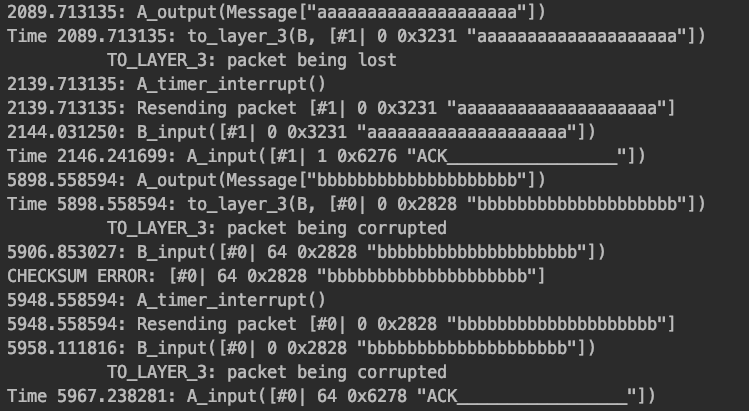 2089.713135: A_output(Message["aaaaaaaaaaaaaaaaaaaa"])
Time 2089.713135: to_layer_3(B, [#1| 0 0x3231 "aaaaaaaaaaaaaaaaaaaa"])
TO_LAYER_3: packet being lost
2139.713135: A_timer_interrupt()
2139.713135: Resending packet [#1| 0 0x3231 "aaaaaaaaaaaaaaaaaaaa"]
2144.031250: B_input([#1| 0 0x3231 "aaaaaaaaaaaaaaaaaaaa"])
Time 2146.241699: A_input([#1| 1 0x6276 "ACK_________________"])
5898.558594: A_output(Message["bbbbbbbbbbbbbbbbbbbb"])
Time 5898.558594: to_layer_3(B, [#0| 0 0x2828 "bbbbbbbbbbbbbbbbbbbb"])
TO_LAYER_3: packet being corrupted
5906.853027: B_input([#0| 64 0x2828 "bbbbbbbbbbbbbbbbbbbb"])
CHECKSUM ERROR: [#0| 64 0x2828 "bbbbbbbbbbbbbbbbbbbb"]
5948.558594: A_timer_interrupt()
5948.558594: Resending packet [#0| 0 0x2828 "bbbbbbbbbbbbbbbbbbbb"]
5958.111816: B_input([#0| 0 0x2828 "bbbbbbbbbbbbbbbbbbbb"])
TO_LAYER_3: packet being corrupted
Time 5967.238281: A_input([#0| 64 0x6278 "ACK_________________"])